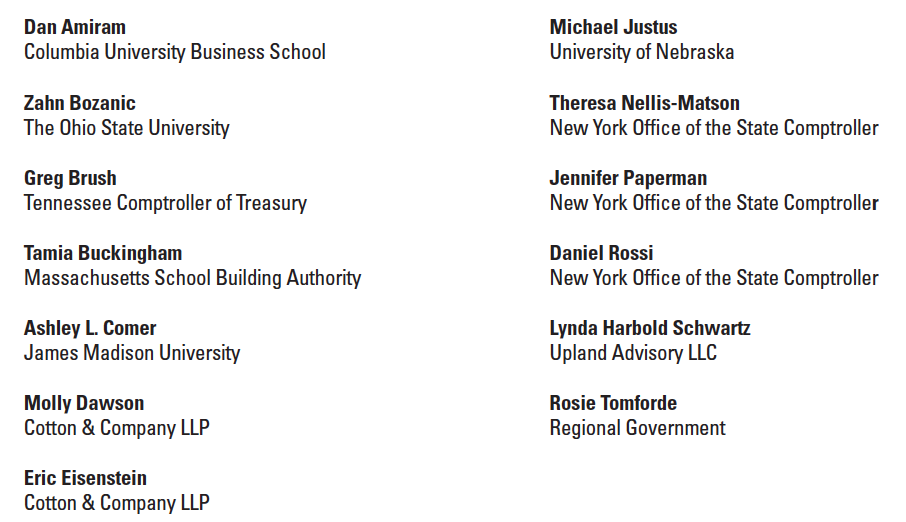 Dan Amiram
Columbia University Business School
Zahn Bozanic
The Ohio State University
Greg Brush
Tennessee Comptroller of Treasury
Tamia Buckingham
Massachusetts School Building Authority
Ashley L. Comer
James Madison University
Molly Dawson
Cotton & Company LLP
Eric Eisenstein
Cotton & Company LLP
Michael Justus
University of Nebraska
Theresa Nellis-Matson
New York Office of the State Comptroller
Jennifer Paperman
New York Office of the State Comptroller
Daniel Rossi
New York Office of the State Comptroller
Lynda Harbold Schwartz
Upland Advisory LLC
Rosie Tomforde
Regional Government